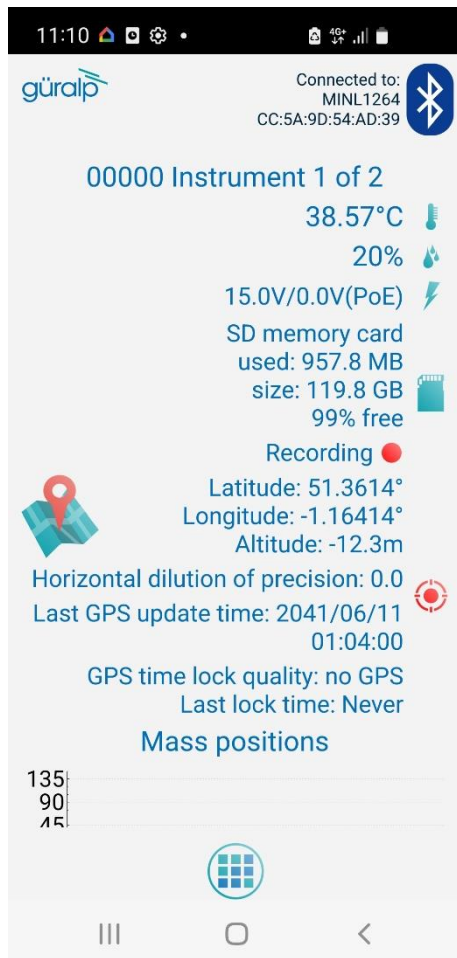 11:10
4G+
güralp
Connected to:
MINL1264
CC:5A:9D:54:AD:39
00000 Instrument 1 of 2
38.57°C
20%
15.0V/0.0V(PoE)
SD memory card
used: 957.8 MB
size: 119.8 GB
99% free
Recording
Latitude: 51.3614°
Longitude: -1.16414°
Altitude: -12.3m
Horizontal dilution of precision: 0.0
Last GPS update time: 2041/06/11
01:04:00
GPS time lock quality: no GPS
Last lock time: Never
Mass positions
135
90
45